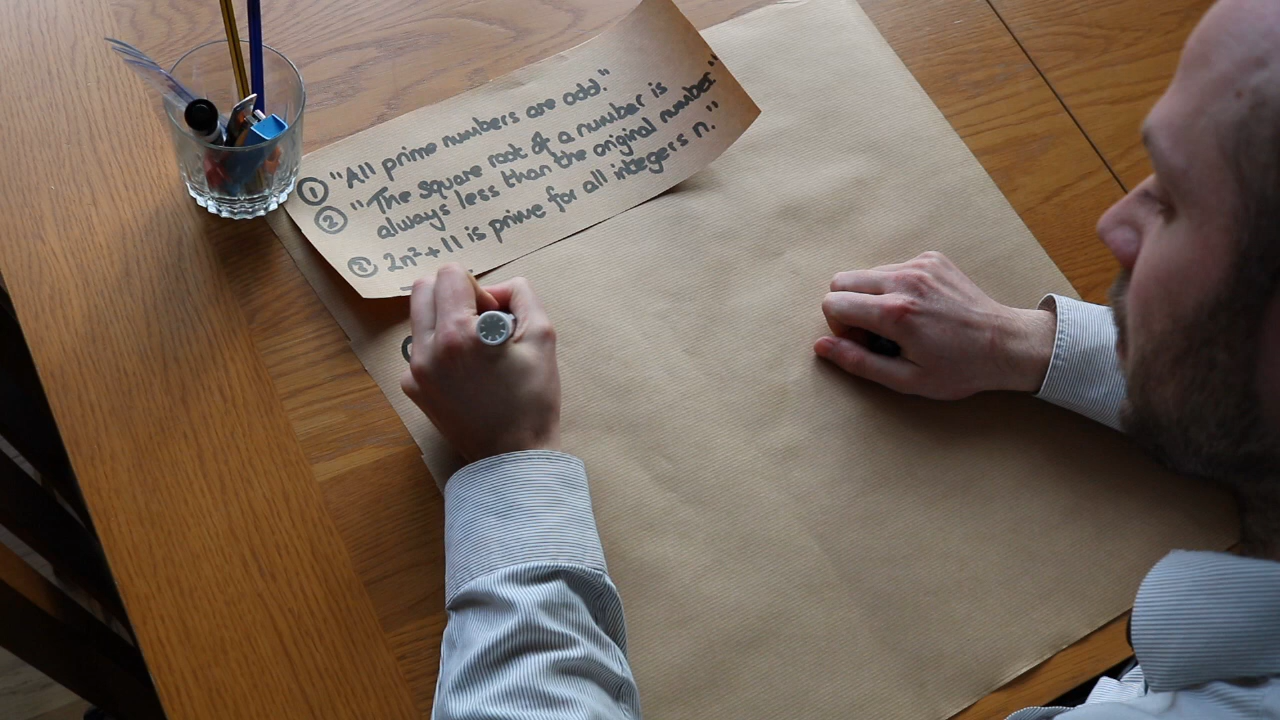 ① "All prime numbers are odd."
② "The square root of a number is
always less than the original number"
③ 2n²+11 is prime for all integers n."